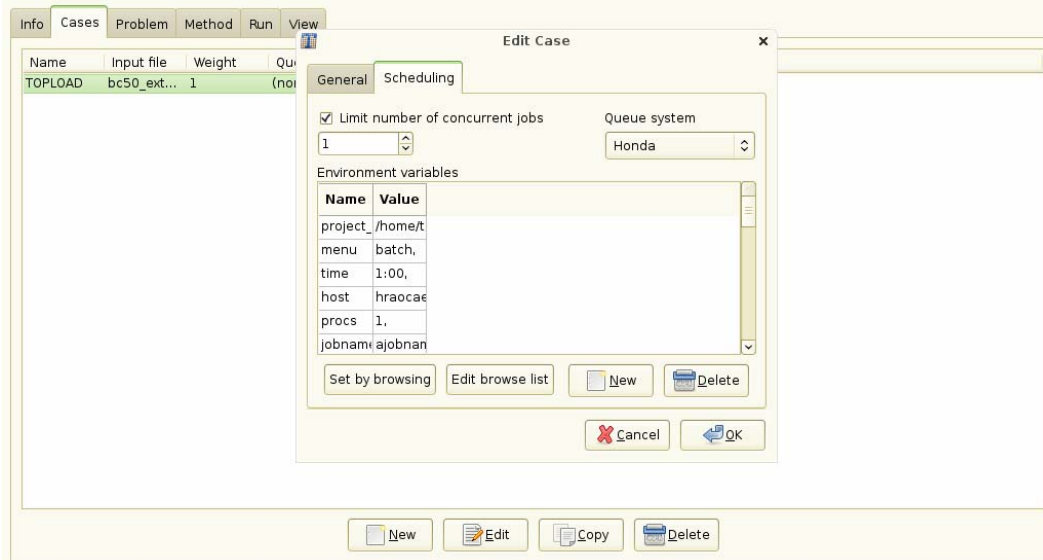 Info Cases Problem Method Run View
Edit Case
Name Input file Weight Qu
TOPLOAD bc50_ext... 1 (no
General Scheduling
Limit number of concurrent jobs Queue system
1 Honda
Environment variables
Name Value
project_ /home/t
menu batch,
time 1:00,
host hraocae
procs 1,
jobname ajobnam
Set by browsing Edit browse list New Delete
Cancel OK
New Edit Copy Delete